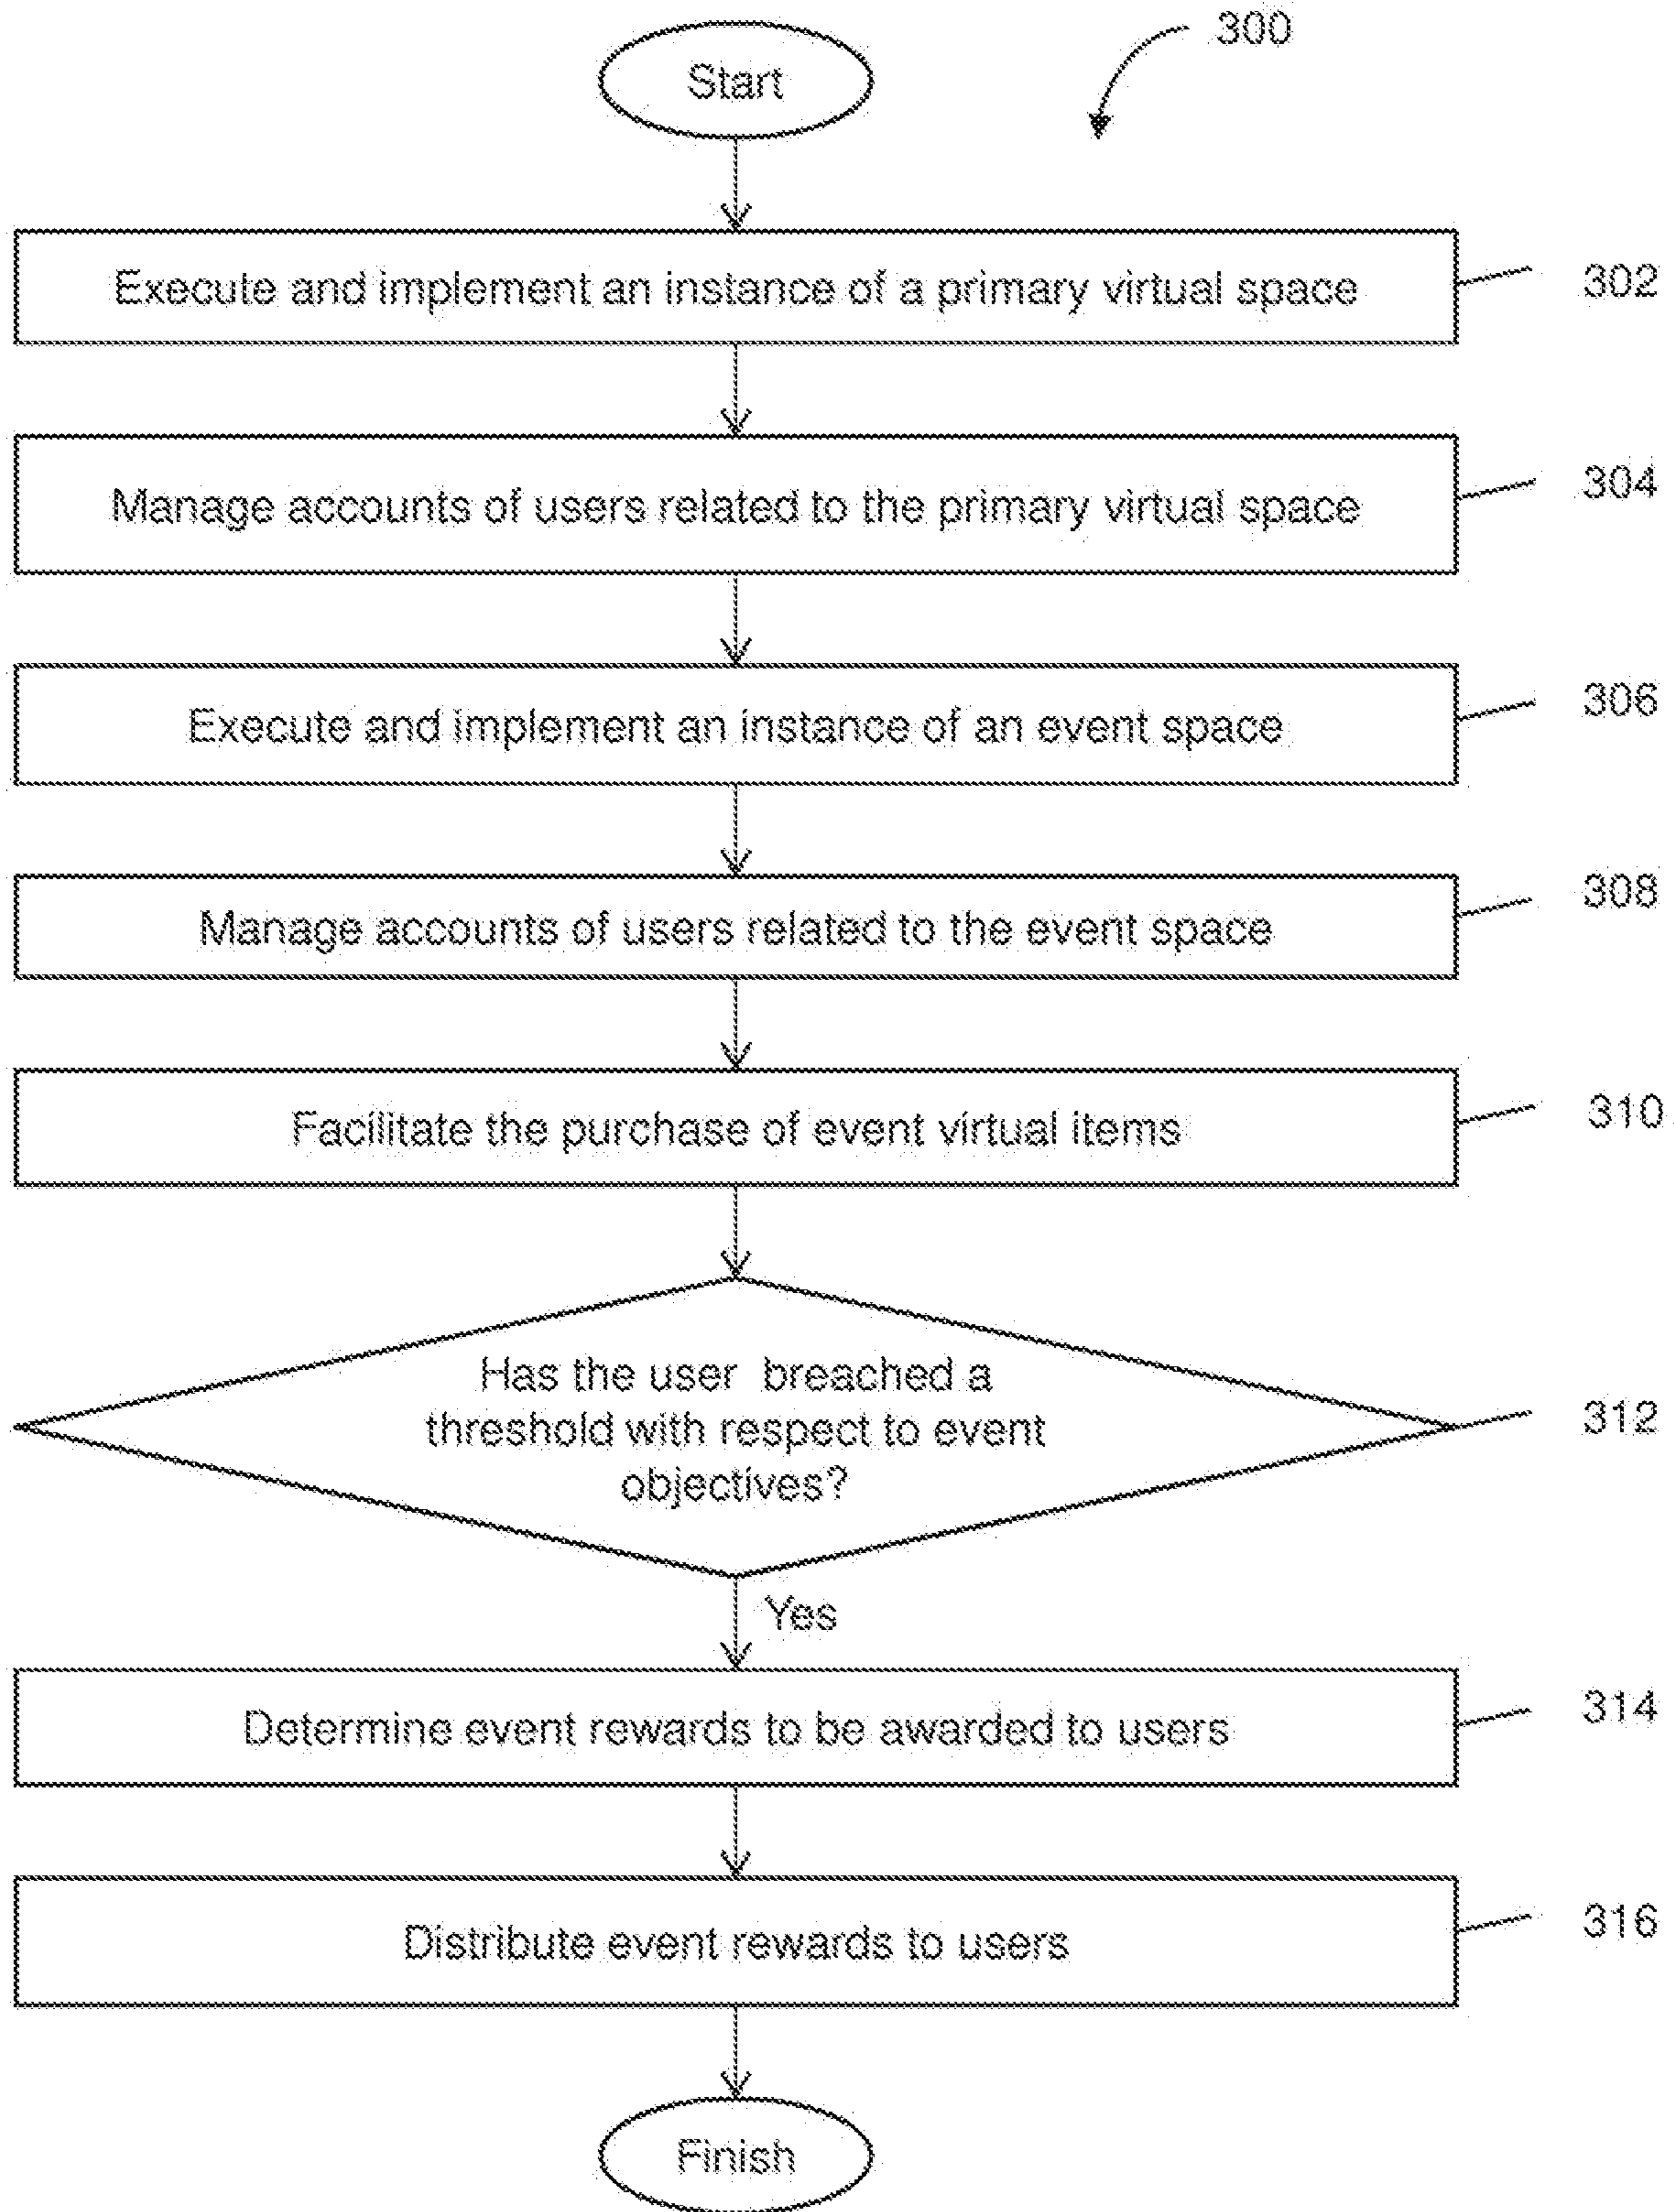 300
Start
Execute and implement an instance of a primary virtual space
302
Manage accounts of users related to the primary virtual space
304
Execute and implement an instance of an event space
306
Manage accounts of users related to the event space
308
Facilitate the purchase of event virtual items
310
Has the user breached a
threshold with respect to event
objectives?
312
Yes
Determine event rewards to be awarded to users
314
Distribute event rewards to users
316
Finish